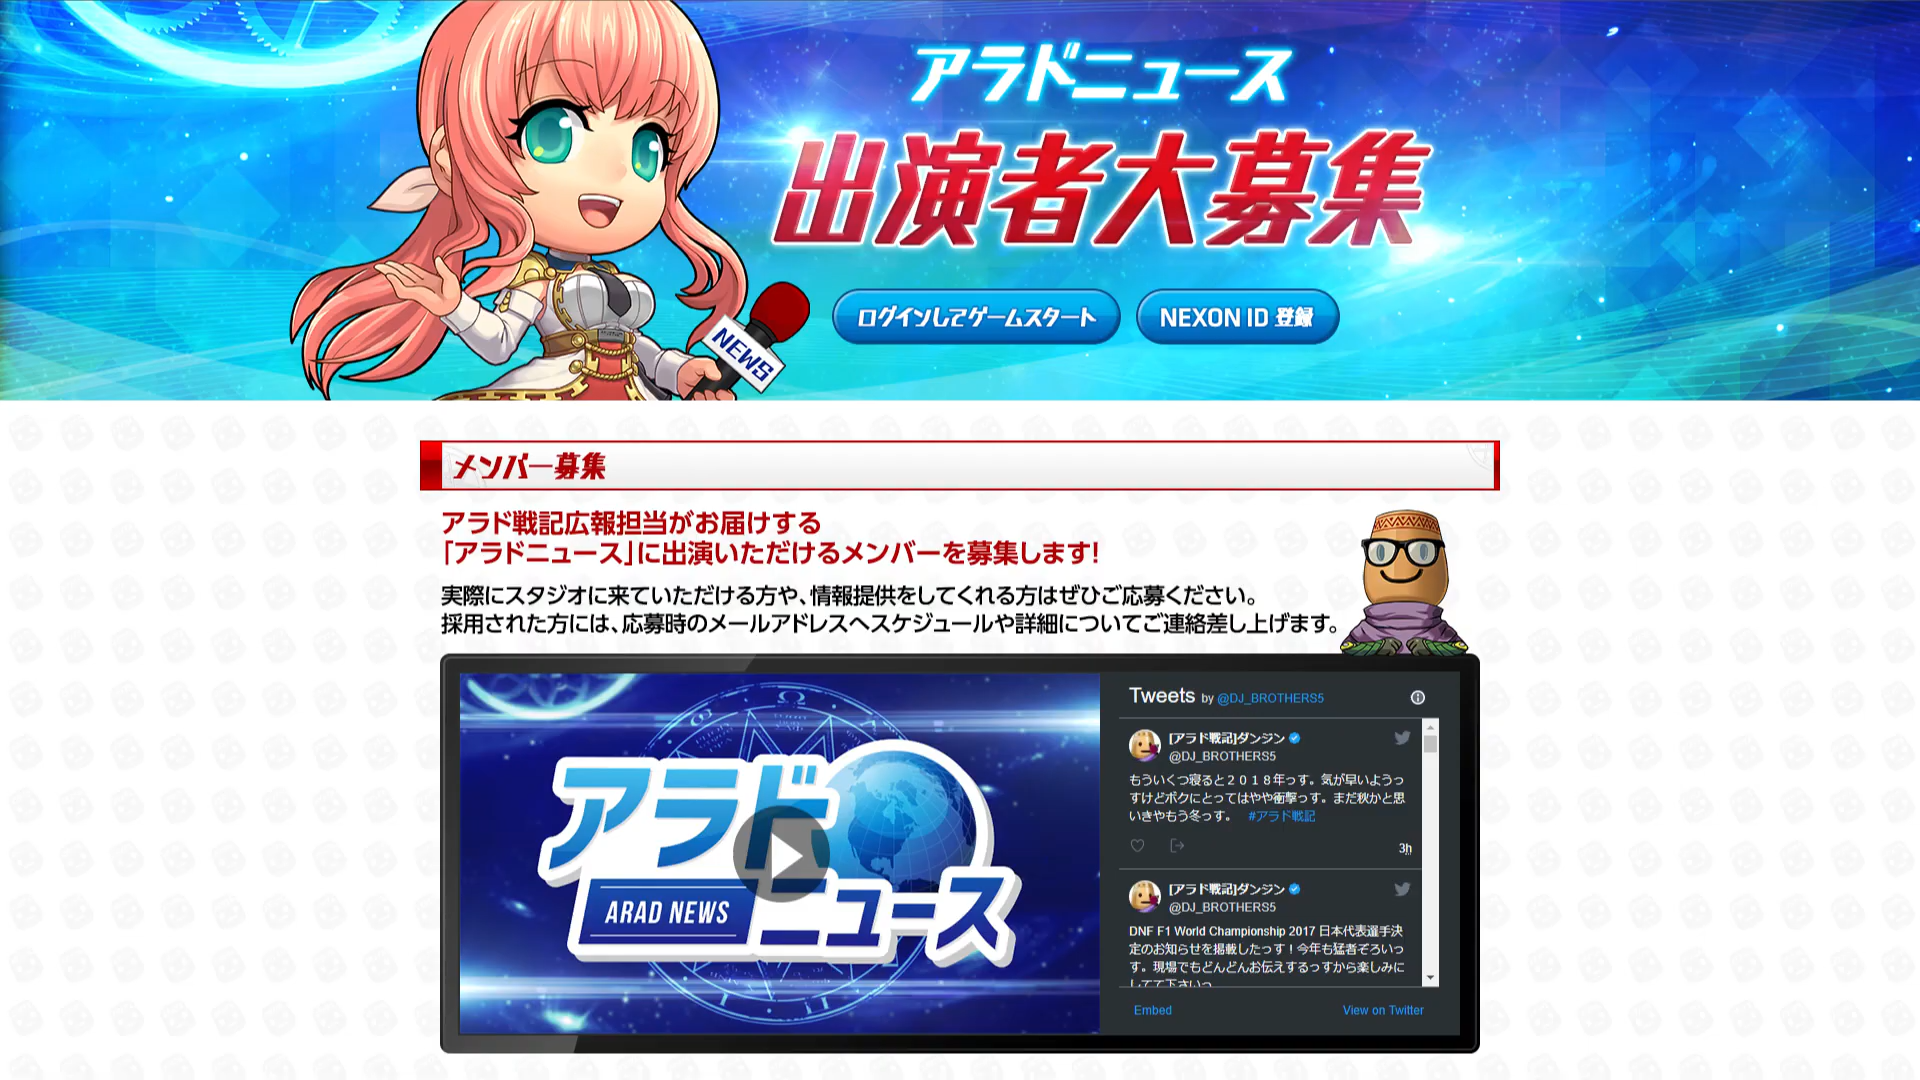 アラドニュース
出演者大募集
NEWS
ログインしてゲームスタート
NEXON ID 登録
メンバー募集
アラド戦記広報担当がお届けする
「アラドニュース」に出演いただけるメンバーを募集します!
実際にスタジオに来ていただける方や、情報提供をしてくれる方はぜひご応募ください。
採用された方には、応募時のメールアドレスへスケジュールや詳細についてご連絡差し上げます。
アラド
ARAD NEWS
ニュース
Tweets by @DJ_BROTHERS5
[アラド戦記]ダンジン
@DJ_BROTHERS5
もういくつ寝ると２０１８年っす。気が早いようっ
すけどボクにとってはやや衝撃っす。まだ秋かと思
いきやもう冬っす。 #アラド戦記
3h
[アラド戦記]ダンジン
@DJ_BROTHERS5
DNF F1 World Championship 2017 日本代表選手決
定のお知らせを掲載したっす！今年も猛者ぞろいっ
す。現場でもどんどんお伝えするっすから楽しみに
してて下さいっ
Embed
View on Twitter